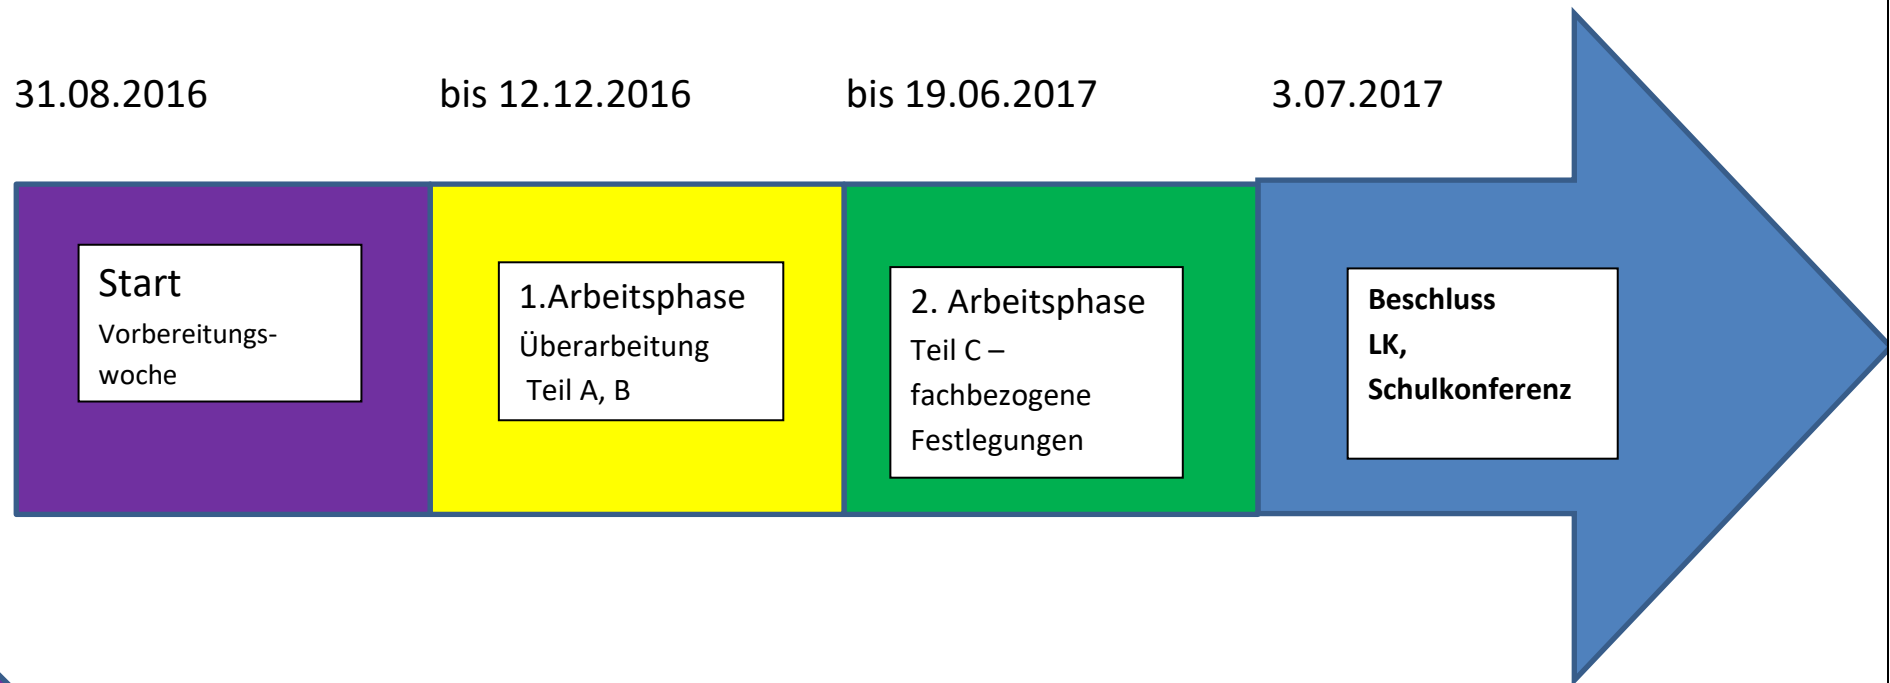 31.08.2016
bis 12.12.2016
bis 19.06.2017
3.07.2017
Start
Vorbereitungs-
woche
1.Arbeitsphase
Überarbeitung
Teil A, B
2. Arbeitsphase
Teil C –
fachbezogene
Festlegungen
Beschluss
LK,
Schulkonferenz